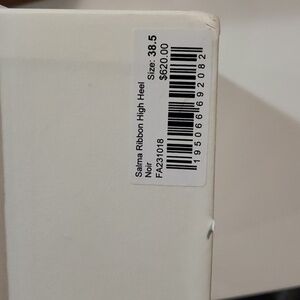 Salma Ribbon High Heel
Noir
FA231018
Size: 38.5
$620.00
195066692082